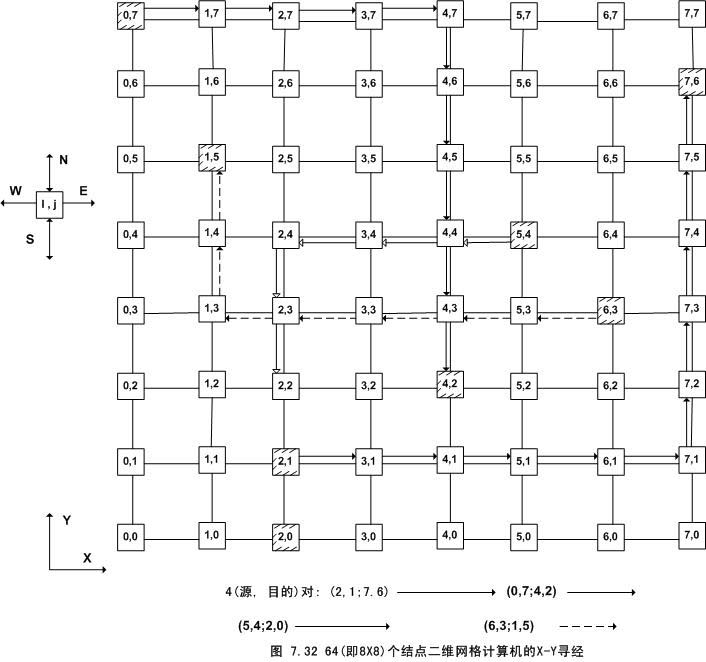 0,7 1,7 2,7 3,7 4,7 5,7 6,7 7,7
0,6 1,6 2,6 3,6 4,6 5,6 6,6 7,6
0,5 1,5 2,5 3,5 4,5 5,5 6,5 7,5
N
W E
I,j
S
0,4 1,4 2,4 3,4 4,4 5,4 6,4 7,4
0,3 1,3 2,3 3,3 4,3 5,3 6,3 7,3
0,2 1,2 2,2 3,2 4,2 5,2 6,2 7,2
0,1 1,1 2,1 3,1 4,1 5,1 6,1 7,1
Y
X
0,0 1,0 2,0 3,0 4,0 5,0 6,0 7,0
4(源, 目的)对: (2,1;7.6) (0,7;4,2)
(5,4;2,0) (6,3;1,5)
图 7.32 64(即8X8)个结点二维网格计算机的X-Y寻经